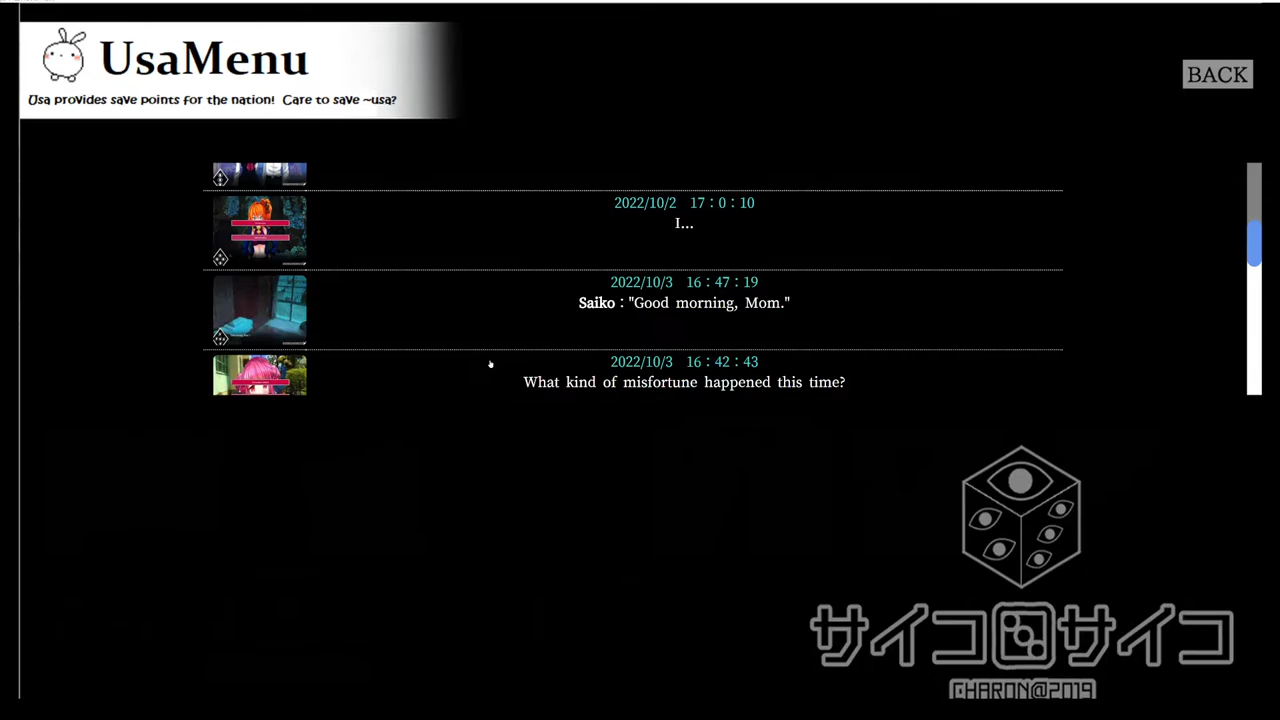 UsaMenu
Usa provides save points for the nation! Care to save ~usa?
BACK
2022/10/2 17:0:10
I...
2022/10/3 16:47:19
Saiko:"Good morning, Mom."
2022/10/3 16:42:43
What kind of misfortune happened this time?
サイコ サイコ
CHARON@2019